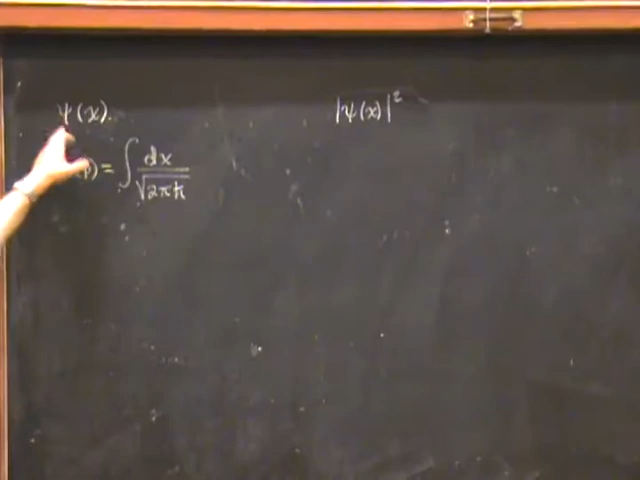 ψ(x)
|ψ(x)|²
(p) = ∫ dx/√2πħ